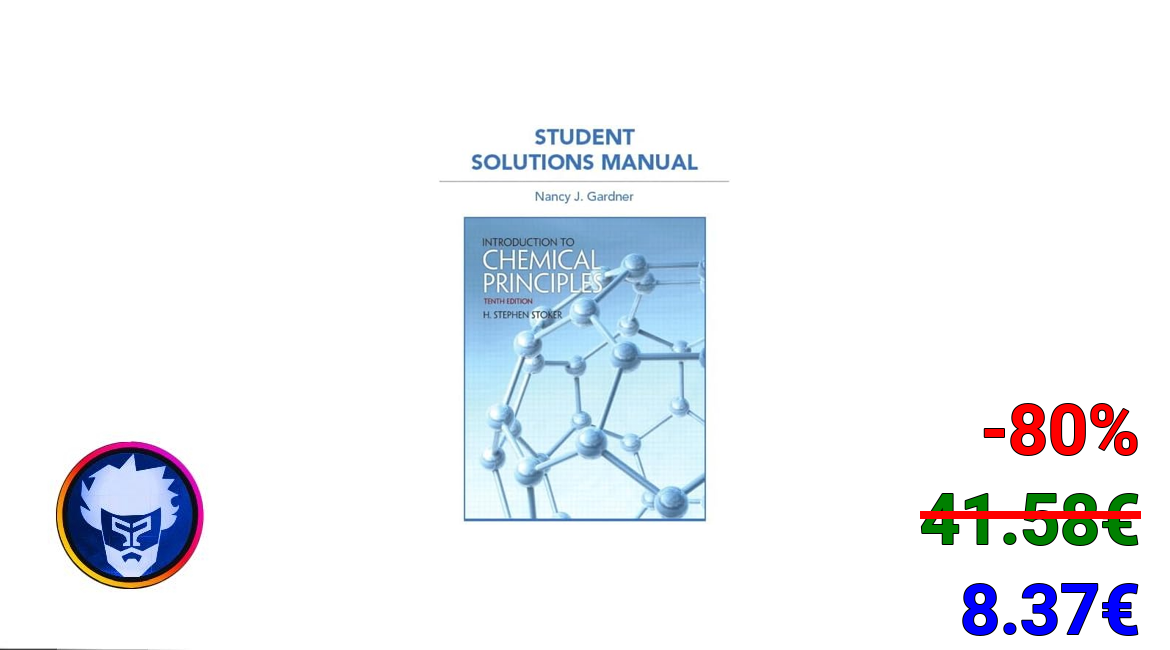 STUDENT
SOLUTIONS MANUAL
Nancy J. Gardner
INTRODUCTION TO
CHEMICAL
PRINCIPLES
TENTH EDITION
H. STEPHEN STOKER
-80%
41.58€
8.37€